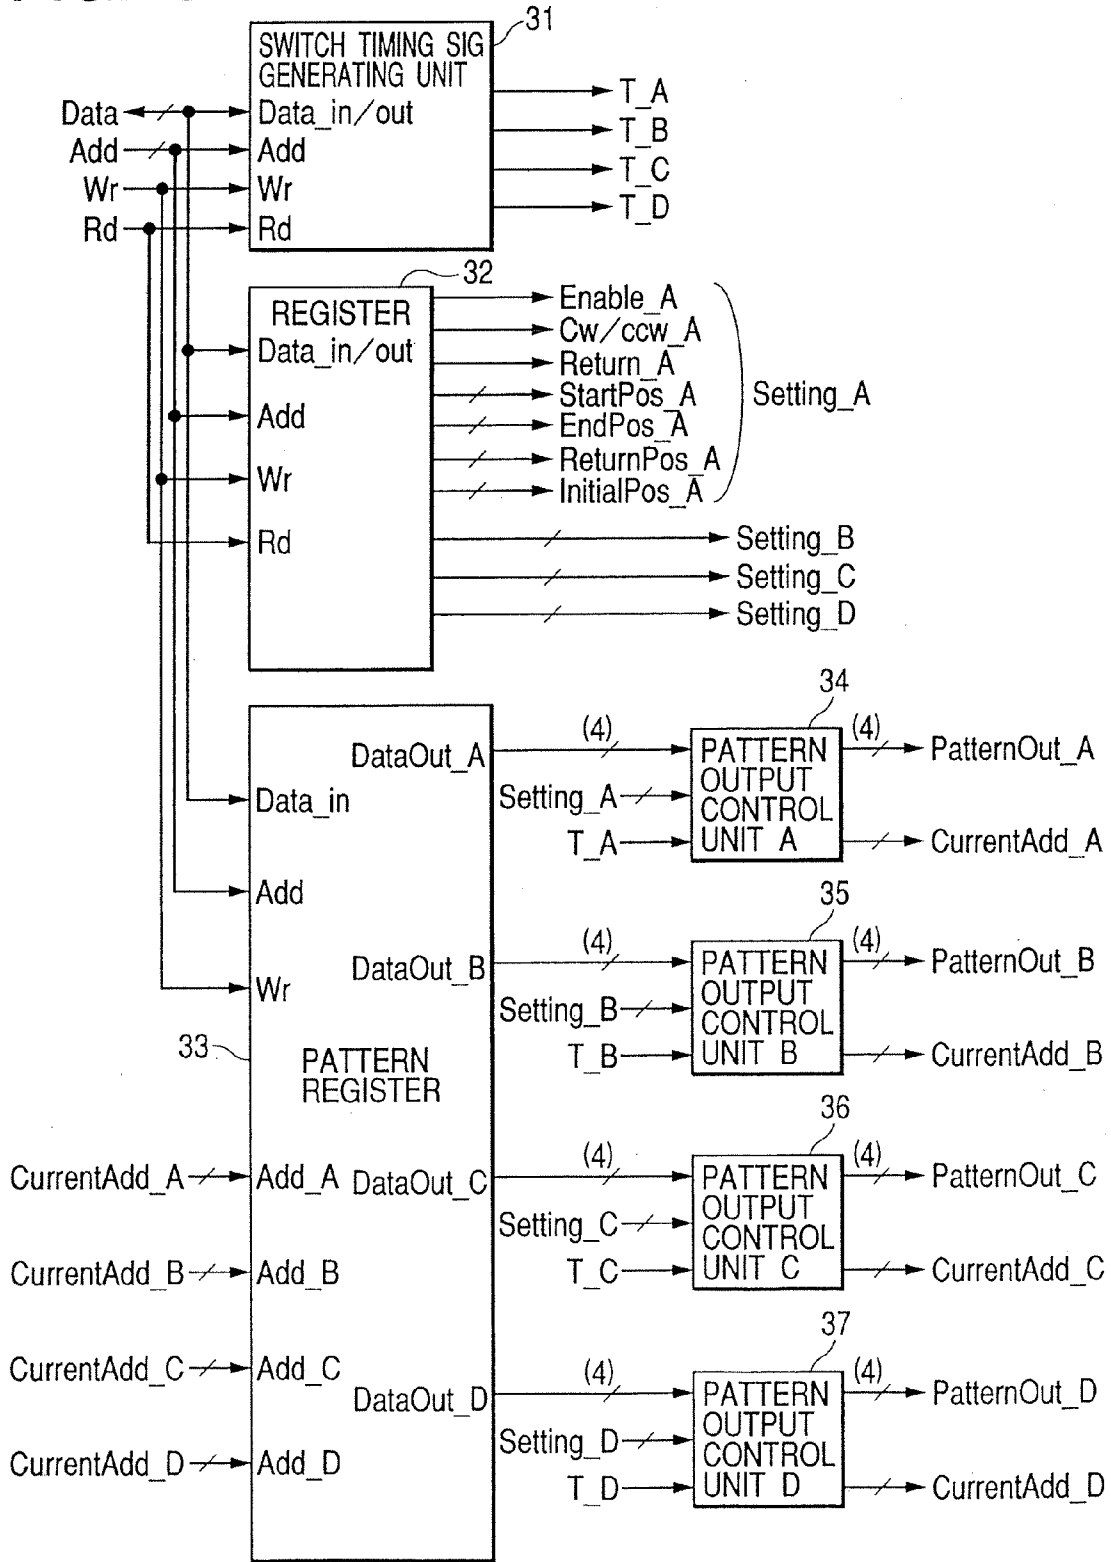 31
SWITCH TIMING SIG
GENERATING UNIT
Data
Data_in/out
Add
Add
Wr
Wr
Rd
Rd
T_A
T_B
T_C
T_D
32
REGISTER
Data_in/out
Add
Wr
Rd
Enable_A
Cw/ccw_A
Return_A
StartPos_A
EndPos_A
ReturnPos_A
InitialPos_A
Setting_A
Setting_B
Setting_C
Setting_D
33
PATTERN
REGISTER
Data_in
Add
Wr
CurrentAdd_A
Add_A
CurrentAdd_B
Add_B
CurrentAdd_C
Add_C
CurrentAdd_D
Add_D
DataOut_A
(4)
Setting_A
T_A
34
PATTERN
OUTPUT
CONTROL
UNIT A
(4)
PatternOut_A
CurrentAdd_A
DataOut_B
(4)
Setting_B
T_B
35
PATTERN
OUTPUT
CONTROL
UNIT B
(4)
PatternOut_B
CurrentAdd_B
DataOut_C
(4)
Setting_C
T_C
36
PATTERN
OUTPUT
CONTROL
UNIT C
(4)
PatternOut_C
CurrentAdd_C
DataOut_D
(4)
Setting_D
T_D
37
PATTERN
OUTPUT
CONTROL
UNIT D
(4)
PatternOut_D
CurrentAdd_D